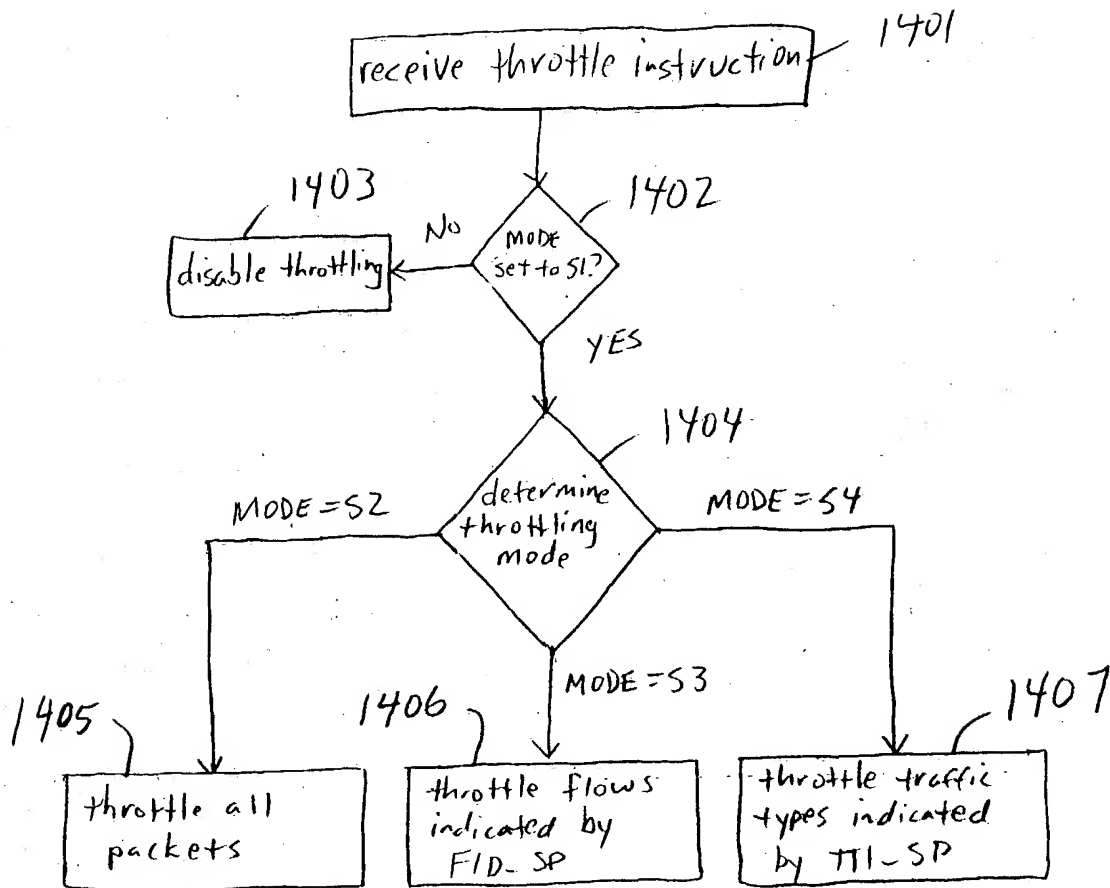 1401
receive throttle instruction
1403
1402
No
MODE
set to S1?
disable throttling
YES
1404
MODE=S2
determine
throttling
mode
MODE=S4
MODE=S3
1405
1406
1407
throttle all
packets
throttle flows
indicated by
FID_SP
throttle traffic
types indicated
by TTI_SP